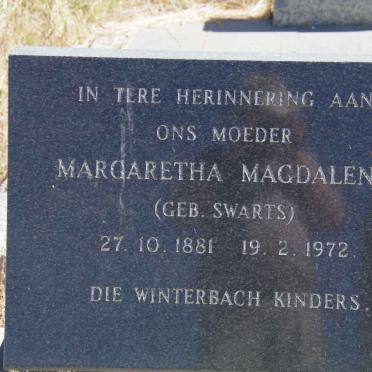 IN TERE HERINNERING AAN
ONS MOEDER
MARGARETHA MAGDALEN
(GEB. SWARTS)
27. 10. 1881 19. 2. 1972.
DIE WINTERBACH KINDERS.